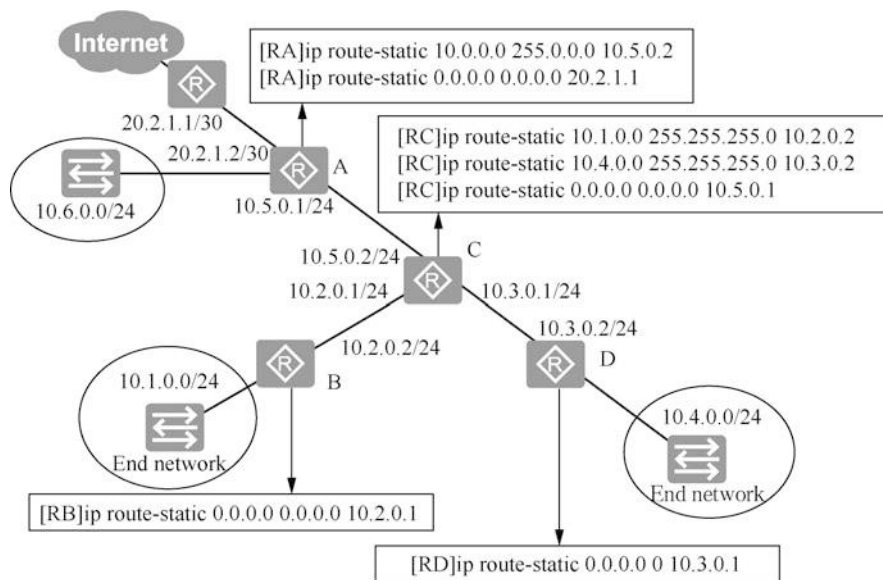 Internet
R
[RA]ip route-static 10.0.0.0 255.0.0.0 10.5.0.2
[RA]ip route-static 0.0.0.0 0.0.0.0 20.2.1.1
20.2.1.1/30
20.2.1.2/30
A
R
10.6.0.0/24
10.5.0.1/24
[RC]ip route-static 10.1.0.0 255.255.255.0 10.2.0.2
[RC]ip route-static 10.4.0.0 255.255.255.0 10.3.0.2
[RC]ip route-static 0.0.0.0 0.0.0.0 10.5.0.1
C
10.5.0.2/24
R
10.2.0.1/24
10.3.0.1/24
10.2.0.2/24
10.3.0.2/24
R
B
R
D
10.1.0.0/24
End network
10.4.0.0/24
End network
[RB]ip route-static 0.0.0.0 0.0.0.0 10.2.0.1
[RD]ip route-static 0.0.0.0 0 10.3.0.1